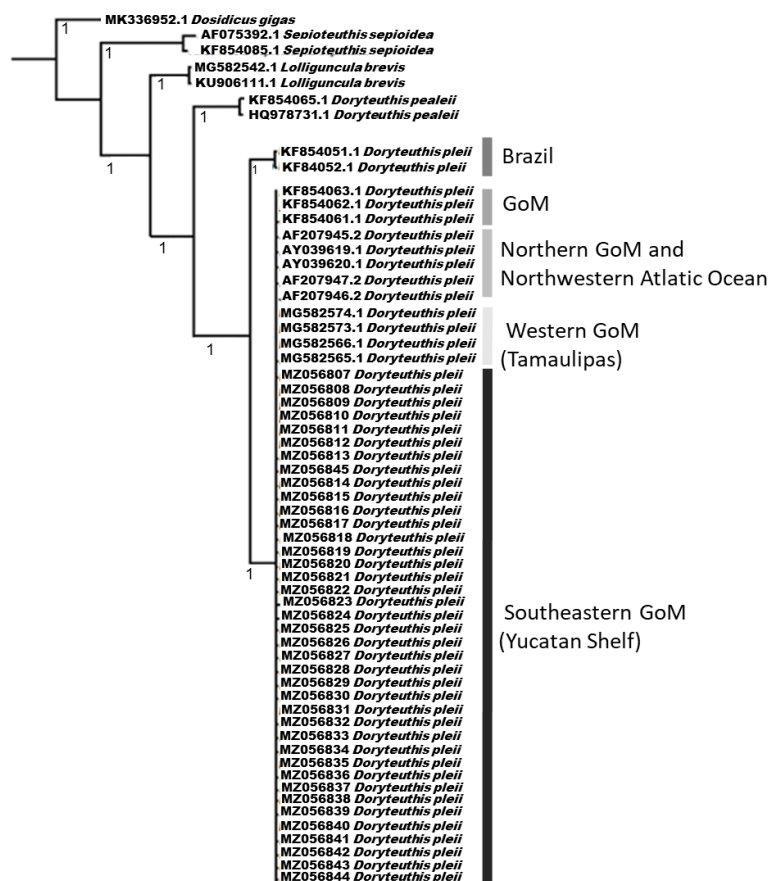 MK336952.1 Dosidicus gigas
1
AF075392.1 Sepioteuthis sepioidea
1
KF854085.1 Sepioteuthis sepioidea
MG582542.1 Lolliguncula brevis
1
KU906111.1 Lolliguncula brevis
KF854065.1 Doryteuthis pealeii
1
HQ978731.1 Doryteuthis pealeii
KF854051.1 Doryteuthis pleii
Brazil
1
1
KF84052.1 Doryteuthis pleii
KF854063.1 Doryteuthis pleii
KF854062.1 Doryteuthis pleii
GoM
KF854061.1 Doryteuthis pleii
AF207945.2 Doryteuthis pleii
1
AY039619.1 Doryteuthis pleii
Northern GoM and
AY039620.1 Doryteuthis pleii
AF207947.2 Doryteuthis pleii
Northwestern Atlatic Ocean
AF207946.2 Doryteuthis pleii
MG582574.1 Doryteuthis pleii
MG582573.1 Doryteuthis pleii
Western GoM
MG582566.1 Doryteuthis pleii
1
MG582565.1 Doryteuthis pleii
(Tamaulipas)
MZ056807 Doryteuthis pleii
MZ056808 Doryteuthis pleii
MZ056809 Doryteuthis pleii
MZ056810 Doryteuthis pleii
MZ056811 Doryteuthis pleii
MZ056812 Doryteuthis pleii
MZ056813 Doryteuthis pleii
MZ056845 Doryteuthis pleii
MZ056814 Doryteuthis pleii
MZ056815 Doryteuthis pleii
MZ056816 Doryteuthis pleii
MZ056817 Doryteuthis pleii
MZ056818 Doryteuthis pleii
MZ056819 Doryteuthis pleii
MZ056820 Doryteuthis pleii
1
MZ056821 Doryteuthis pleii
MZ056822 Doryteuthis pleii
MZ056823 Doryteuthis pleii
MZ056824 Doryteuthis pleii
Southeastern GoM
MZ056825 Doryteuthis pleii
MZ056826 Doryteuthis pleii
(Yucatan Shelf)
MZ056827 Doryteuthis pleii
MZ056828 Doryteuthis pleii
MZ056829 Doryteuthis pleii
MZ056830 Doryteuthis pleii
MZ056831 Doryteuthis pleii
MZ056832 Doryteuthis pleii
MZ056833 Doryteuthis pleii
MZ056834 Doryteuthis pleii
MZ056835 Doryteuthis pleii
MZ056836 Doryteuthis pleii
MZ056837 Doryteuthis pleii
MZ056838 Doryteuthis pleii
MZ056839 Doryteuthis pleii
MZ056840 Doryteuthis pleii
MZ056841 Doryteuthis pleii
MZ056842 Doryteuthis pleii
MZ056843 Doryteuthis pleii
MZ056844 Doryteuthis pleii